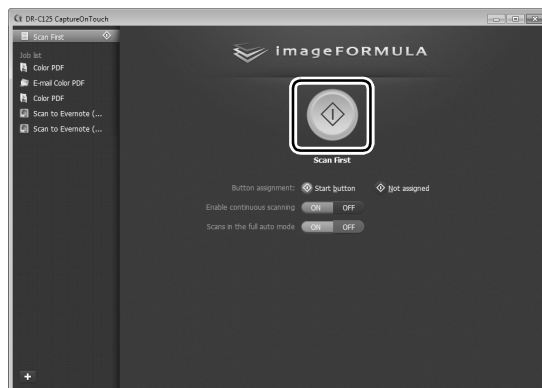 DR-C125 CaptureOnTouch
Scan First
Job list
Color PDF
E-mail Color PDF
Color PDF
Scan to Evernote (...
Scan to Evernote (...
imageFORMULA
Scan First
Button assignment: Start button Not assigned
Enable continuous scanning ON OFF
Scans in the full auto mode ON OFF